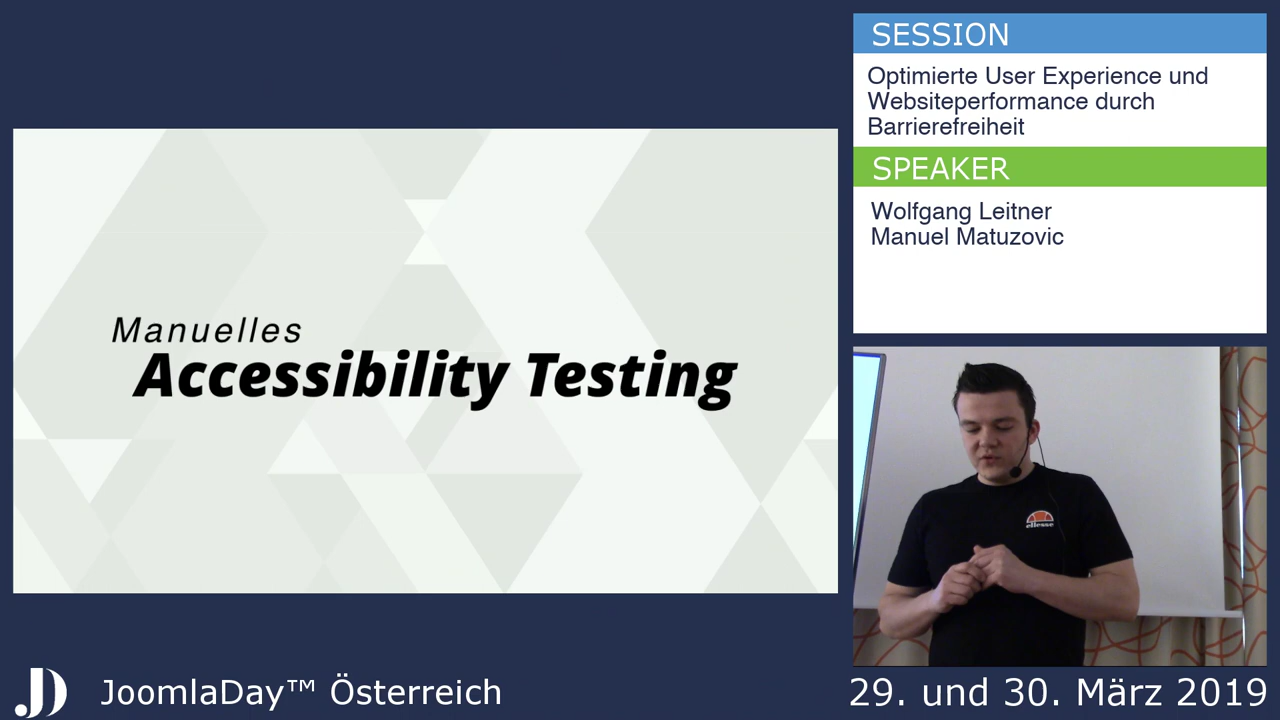 SESSION
Optimierte User Experience und
Websiteperformance durch
Barrierefreiheit
SPEAKER
Wolfgang Leitner
Manuel Matuzovic
Manuelles
Accessibility Testing
ellesse
JD JoomlaDay™ Österreich
29. und 30. März 2019